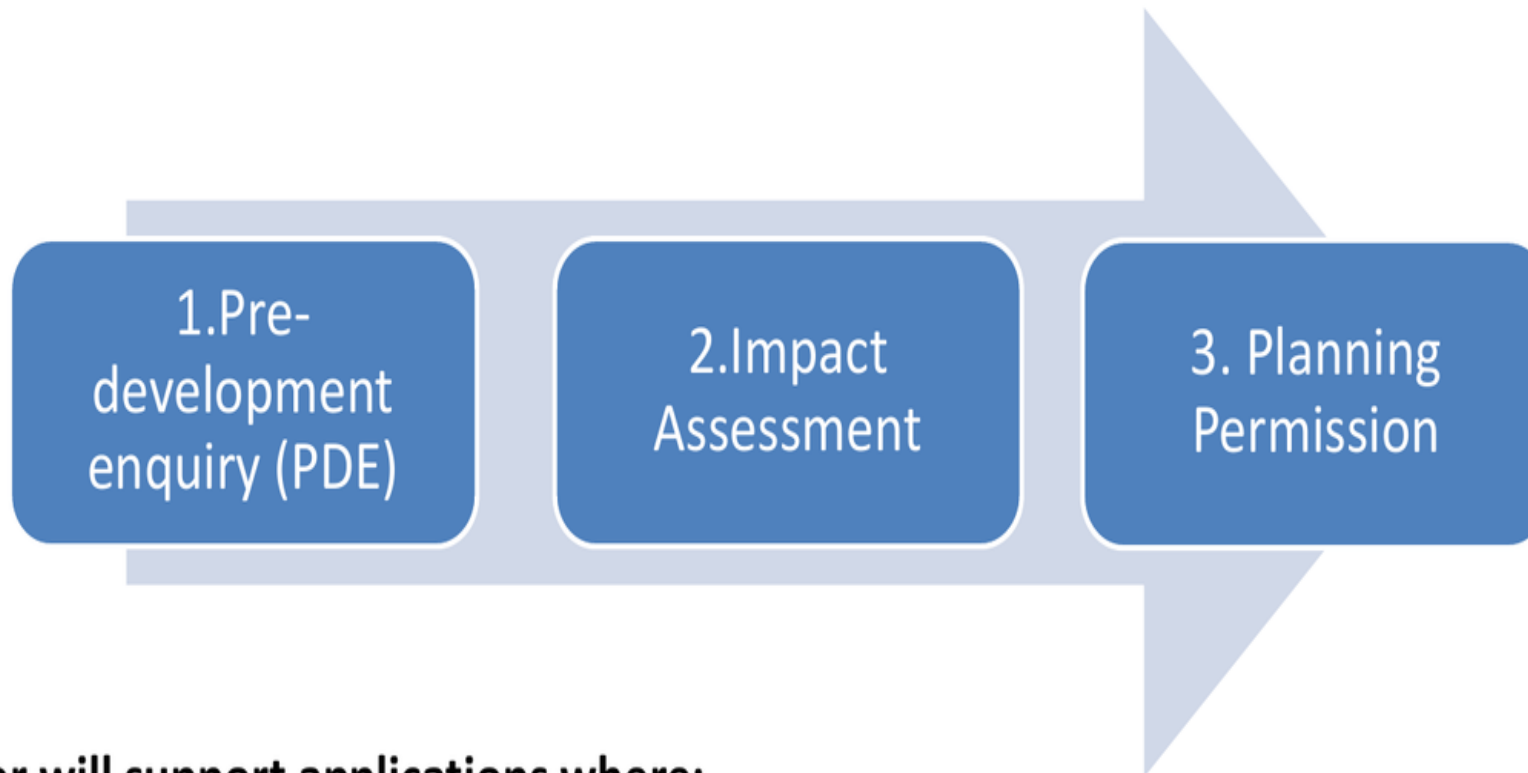 1.Pre-
development
enquiry (PDE)
2.Impact
Assessment
3. Planning
Permission
will support applications where: